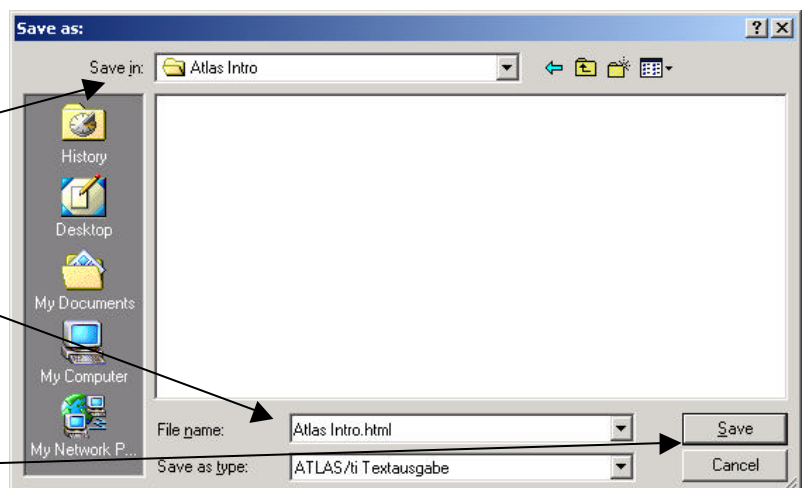 Save as:
Save in: Atlas Intro
History
Desktop
My Documents
My Computer
My Network P...
File name: Atlas Intro.html Save
Save as type: ATLAS/ti Textausgabe Cancel